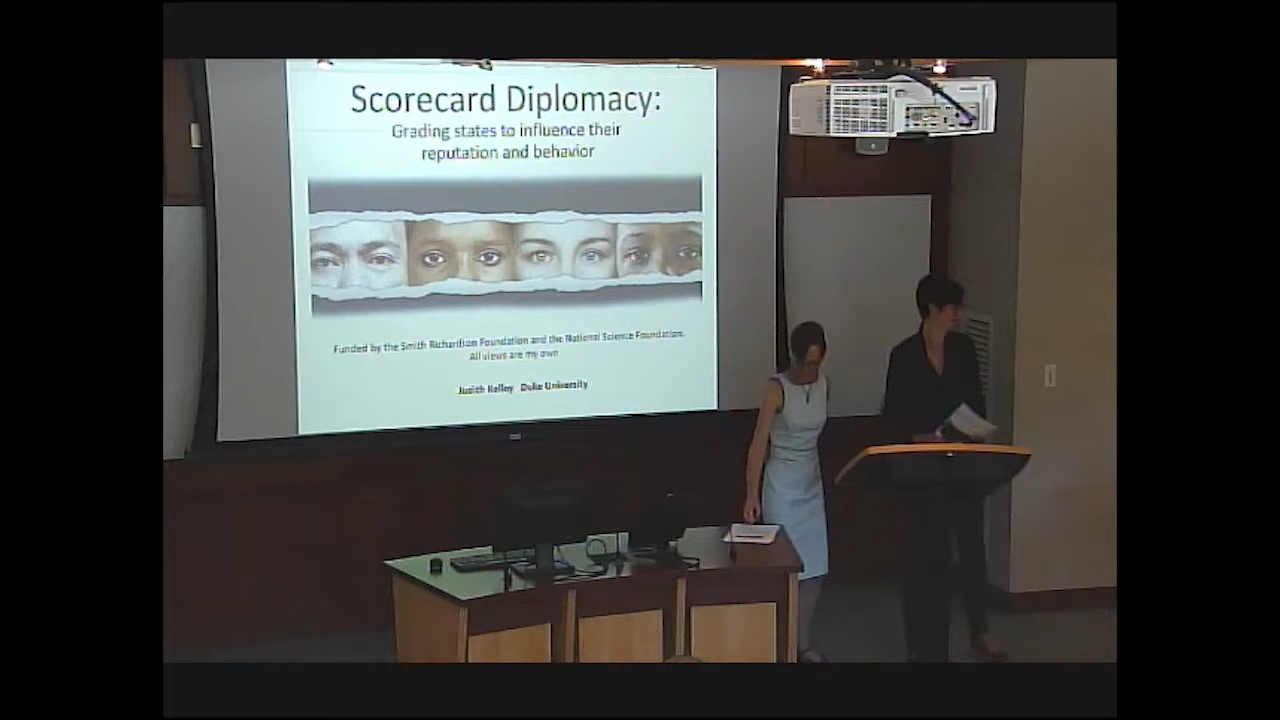 Scorecard Diplomacy:
Grading states to influence their
reputation and behavior
Funded by the Smith Richardson Foundation and the National Science Foundation.
All views are my own
Judith Kelley Duke University